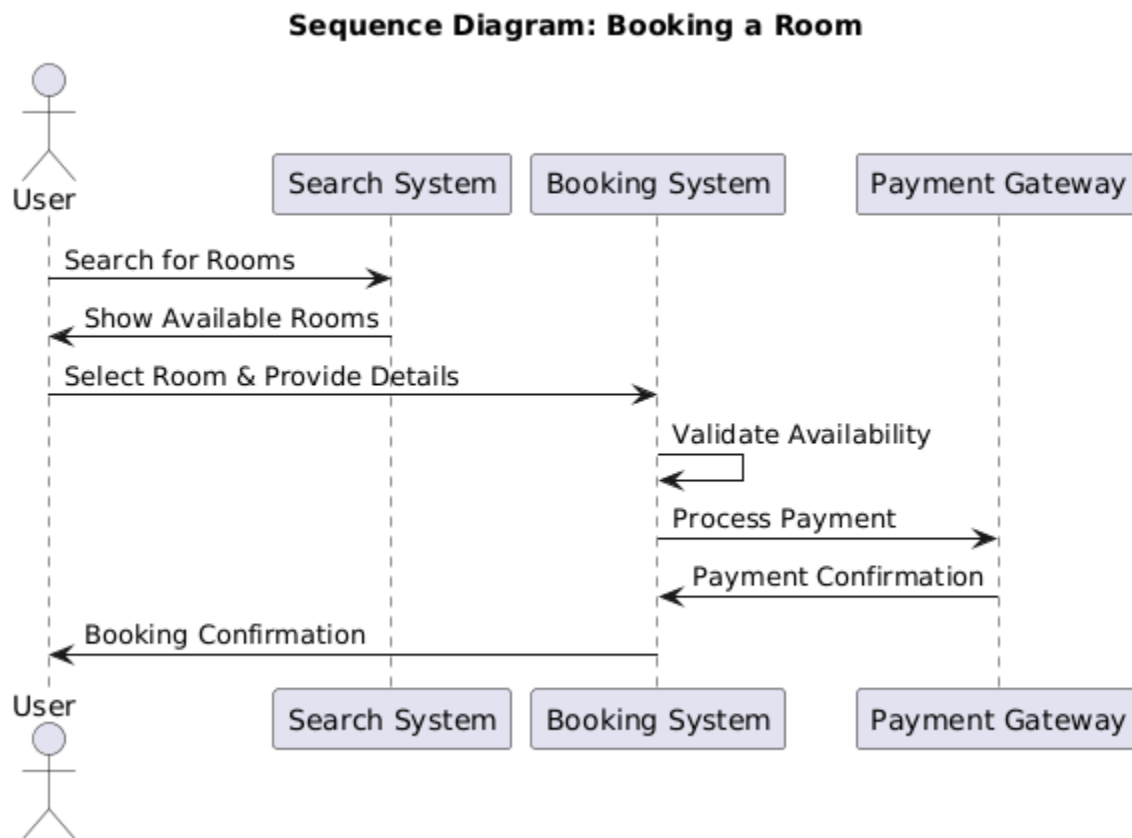 Sequence Diagram: Booking a Room
User
Search System
Booking System
Payment Gateway
Search for Rooms
Show Available Rooms
Select Room & Provide Details
Validate Availability
Process Payment
Payment Confirmation
Booking Confirmation
User
Search System
Booking System
Payment Gateway